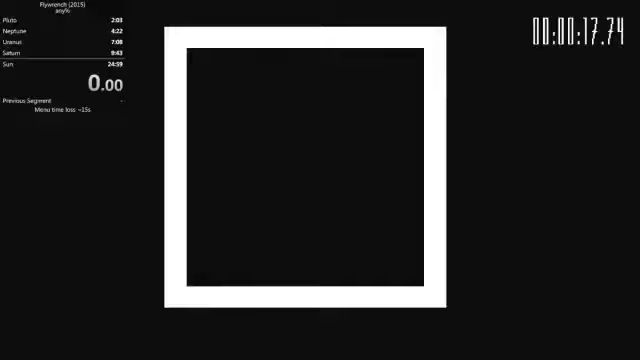 Flywrench (2015)
any%
Pluto 2:03
Neptune 4:22
Uranus 7:08
Saturn 9:43
Sun 24:59
0.00
Previous Segment -
Menu time loss ~15s
00:00:17.74